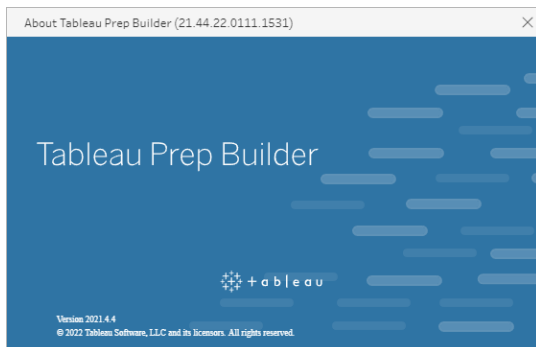 About Tableau Prep Builder (21.44.22.0111.1531)
Tableau Prep Builder
+ableau
Version 2021.4.4
© 2022 Tableau Software, LLC and its licensors. All rights reserved.